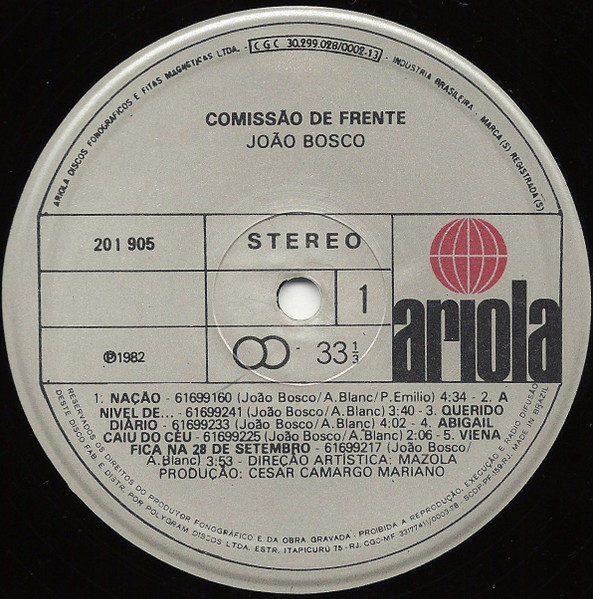 ARIOLA DISCOS FONOGRÁFICOS E FITAS MAGNÉTICAS LTDA. - CGC 30.299.028/0002-13 - INDÚSTRIA BRASILEIRA - MARCA(S) REGISTRADA(S)
COMISSÃO DE FRENTE
JOÃO BOSCO
201 905
STEREO
1
ariola
℗1982
33 1/3
1. NAÇÃO - 61699160 (João Bosco/A. Blanc/P. Emilio) 4:34 - 2. A
NIVEL DE... - 61699241 (João Bosco/A. Blanc) 3:40 - 3. QUERIDO
DIÁRIO - 61699233 (João Bosco/A. Blanc) 4:02 - 4. ABIGAIL
CAIU DO CÉU - 61699225 (João Bosco/A. Blanc) 2:06 - 5. VIENA
FICA NA 28 DE SETEMBRO - 61699217 (João Bosco/
A. Blanc) 3:53 - DIREÇÃO ARTÍSTICA: MAZOLA
PRODUÇÃO: CESAR CAMARGO MARIANO
RESERVADOS OS DIREITOS DO PRODUTOR FONOGRÁFICO E DA OBRA GRAVADA - PROIBIDA A REPRODUÇÃO, EXECUÇÃO E RADIO DIFUSÃO
DESTE DISCO FAB. E DISTR. POR POLYGRAM DISCOS LTDA. ESTR. ITAPICURÚ 75 - RJ. CGC-MF 33177411/0003-78 - SCDP-PF-159-RJ. MADE IN BRAZIL